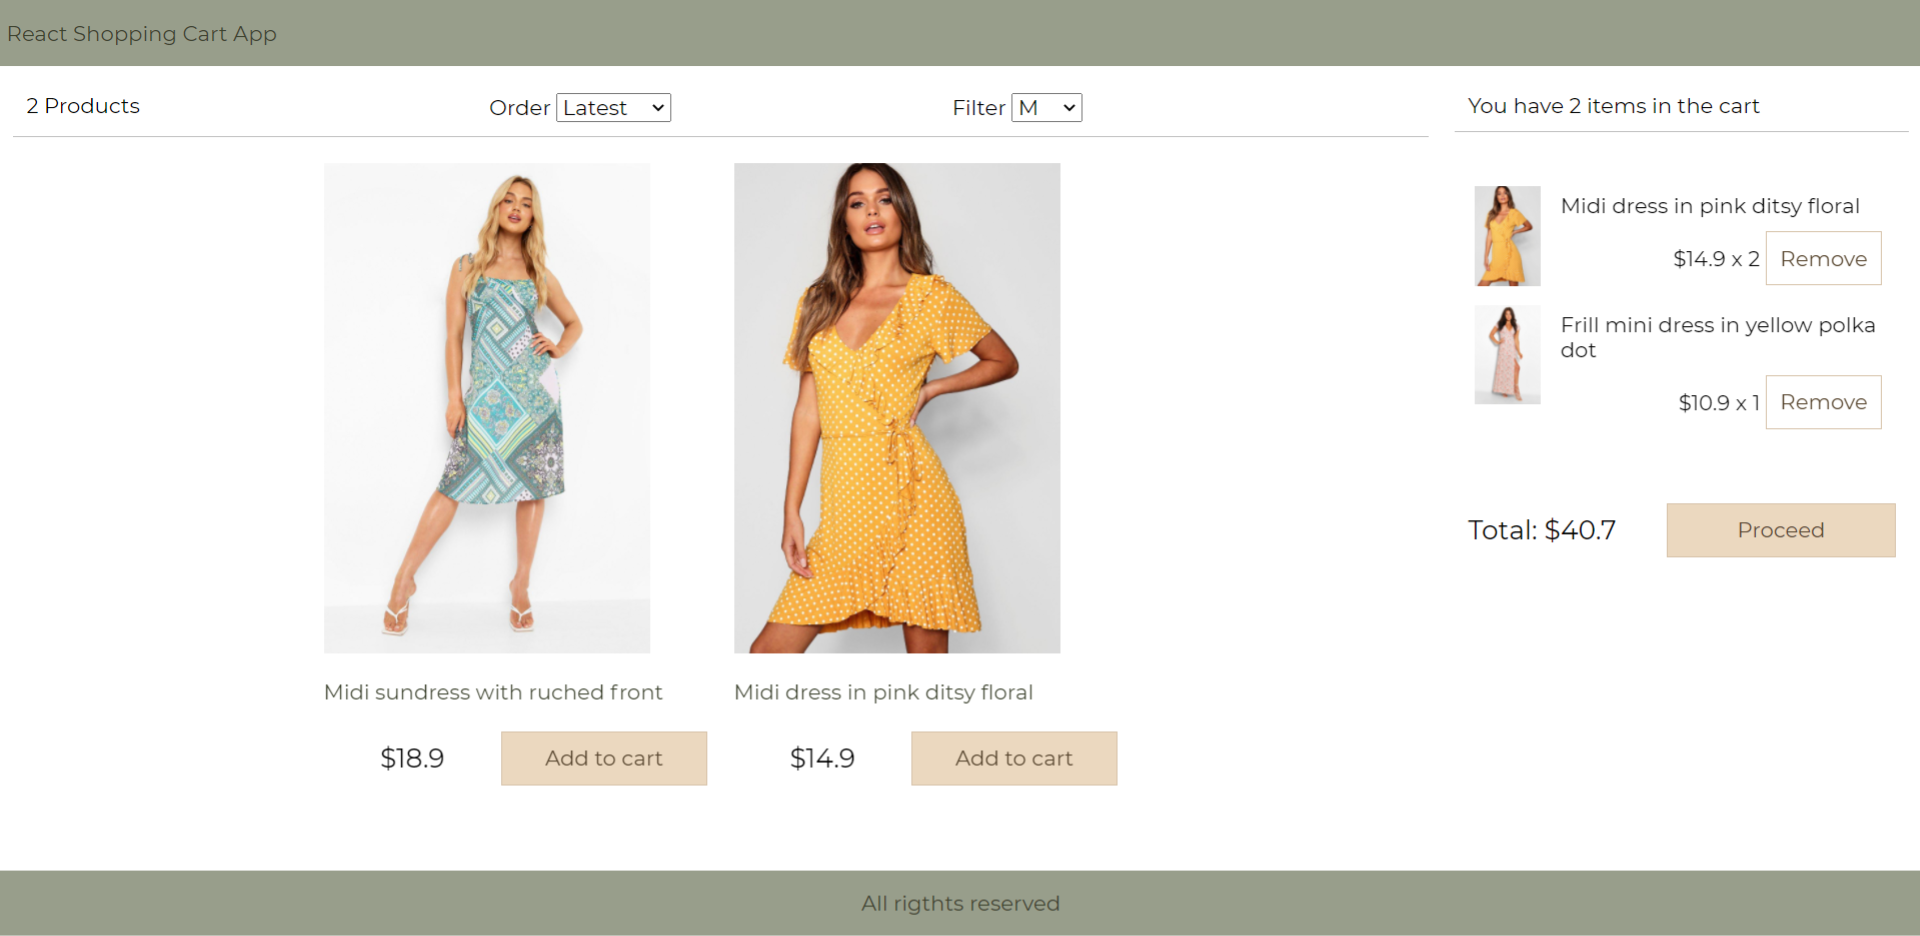 React Shopping Cart App
2 Products
Order Latest
Filter M
You have 2 items in the cart
Midi dress in pink ditsy floral
$14.9 x 2 Remove
Frill mini dress in yellow polka
dot
$10.9 x 1 Remove
Total: $40.7 Proceed
Midi sundress with ruched front
$18.9 Add to cart
Midi dress in pink ditsy floral
$14.9 Add to cart
All rigthts reserved